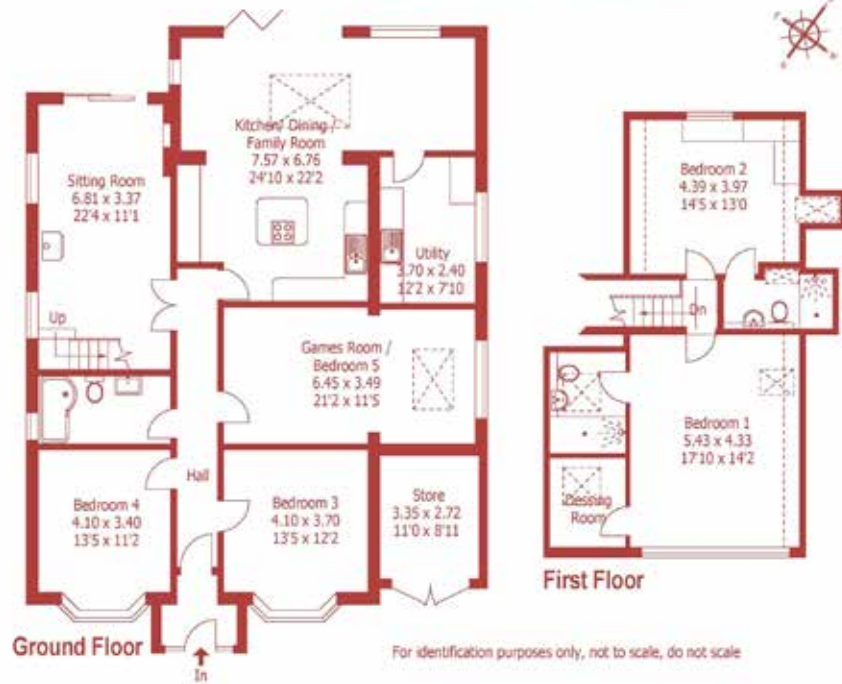 Kitchen/ Dining /
Family Room
7.57 x 6.76
24'10 x 22'2
Sitting Room
6.81 x 3.37
22'4 x 11'1
Utility
3.70 x 2.40
12'2 x 7'10
Up
Games Room /
Bedroom 5
6.45 x 3.49
21'2 x 11'5
Hall
Bedroom 4
4.10 x 3.40
13'5 x 11'2
Bedroom 3
4.10 x 3.70
13'5 x 12'2
Store
3.35 x 2.72
11'0 x 8'11
Ground Floor
In
Bedroom 2
4.39 x 3.97
14'5 x 13'0
Dn
Bedroom 1
5.43 x 4.33
17'10 x 14'2
Dessing
Room
First Floor
For identification purposes only, not to scale, do not scale